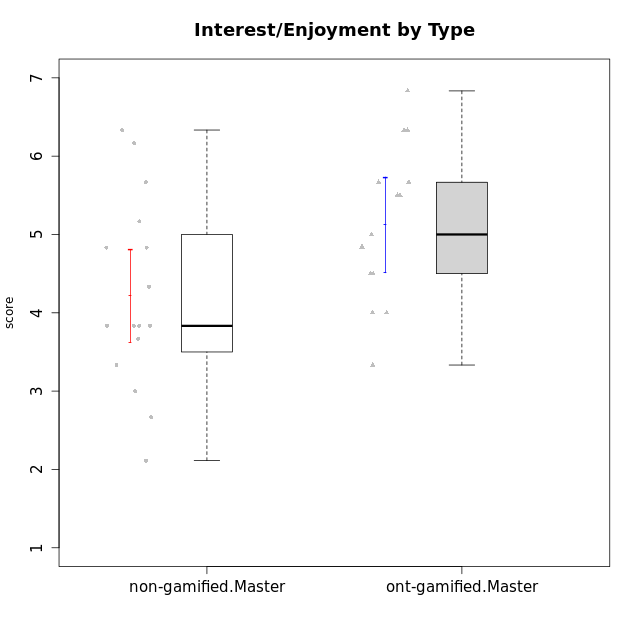 Interest/Enjoyment by Type
7
6
5
4
3
2
1
score
non-gamified.Master
ont-gamified.Master